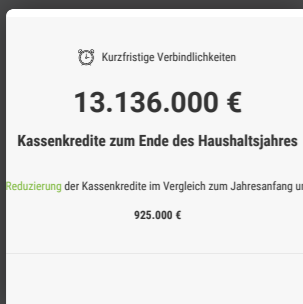 Kurzfristige Verbindlichkeiten
13.136.000 €
Kassenkredite zum Ende des Haushaltsjahres
Reduzierung der Kassenkredite im Vergleich zum Jahresanfang
925.000 €